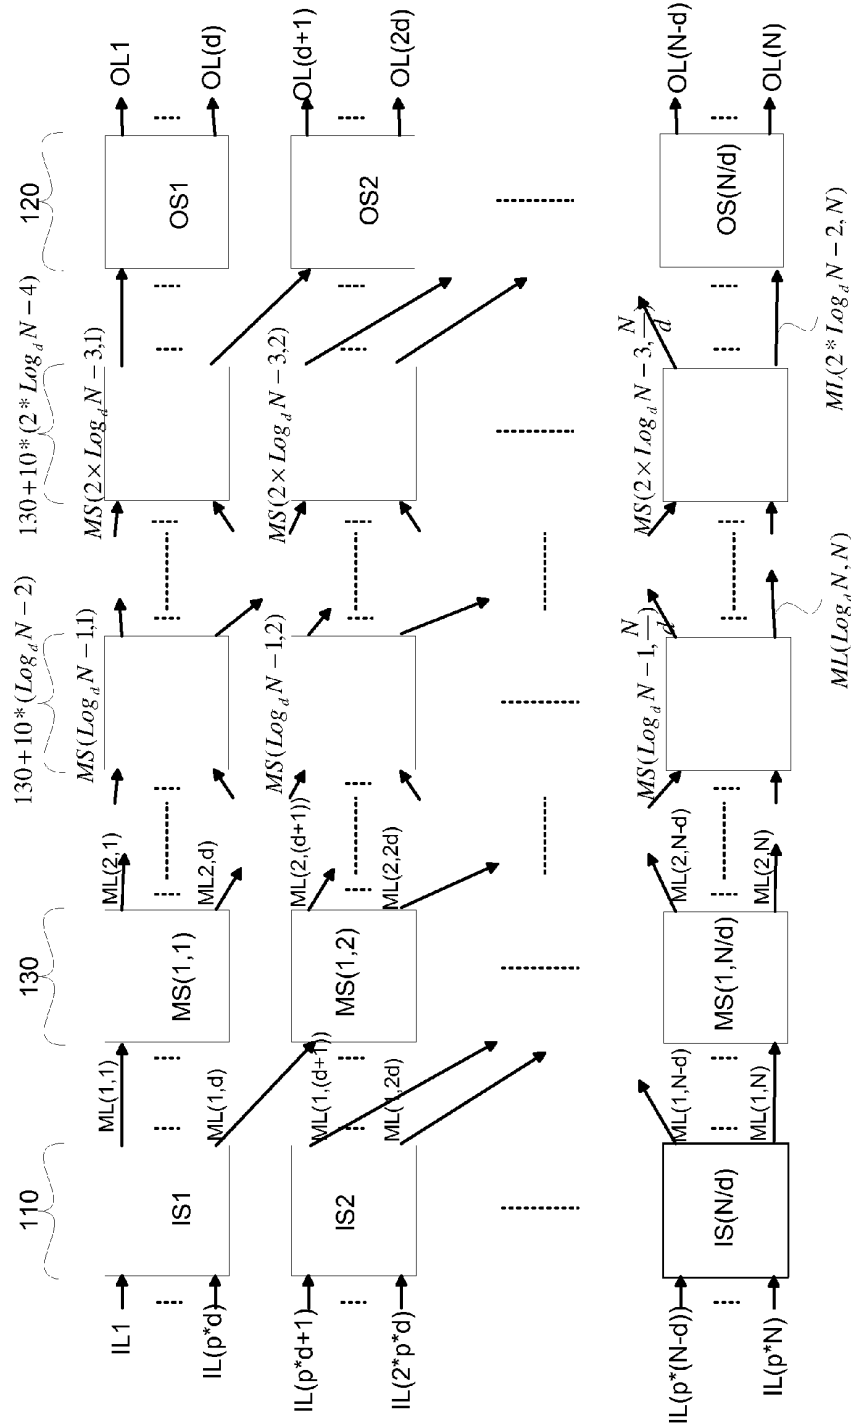 110
130
130+10*(Log_d N−2)
130+10*(2*Log_d N−4)
120
IL1
IL(p*d)
IS1
ML(1,1)
ML(1,d)
MS(1,1)
ML(2,1)
ML2,d)
MS(Log_d N−1,1)
MS(2×Log_d N−3,1)
OS1
OL1
OL(d)
IL(p*d+1)
IL(2*p*d)
IS2
ML(1,(d+1))
ML(1,2d)
MS(1,2)
ML(2,(d+1))
ML(2,2d)
MS(Log_d N−1,2)
MS(2×Log_d N−3,2)
OS2
OL(d+1)
OL(2d)
IL(p*(N-d))
IL(p*N)
IS(N/d)
ML(1,N-d)
ML(1,N)
MS(1,N/d)
ML(2,N-d)
ML(2,N)
MS(Log_d N−1,N/d)
MS(2×Log_d N−3,N/d)
OS(N/d)
OL(N-d)
OL(N)
ML(Log_d N,N)
ML(2*Log_d N−2,N)